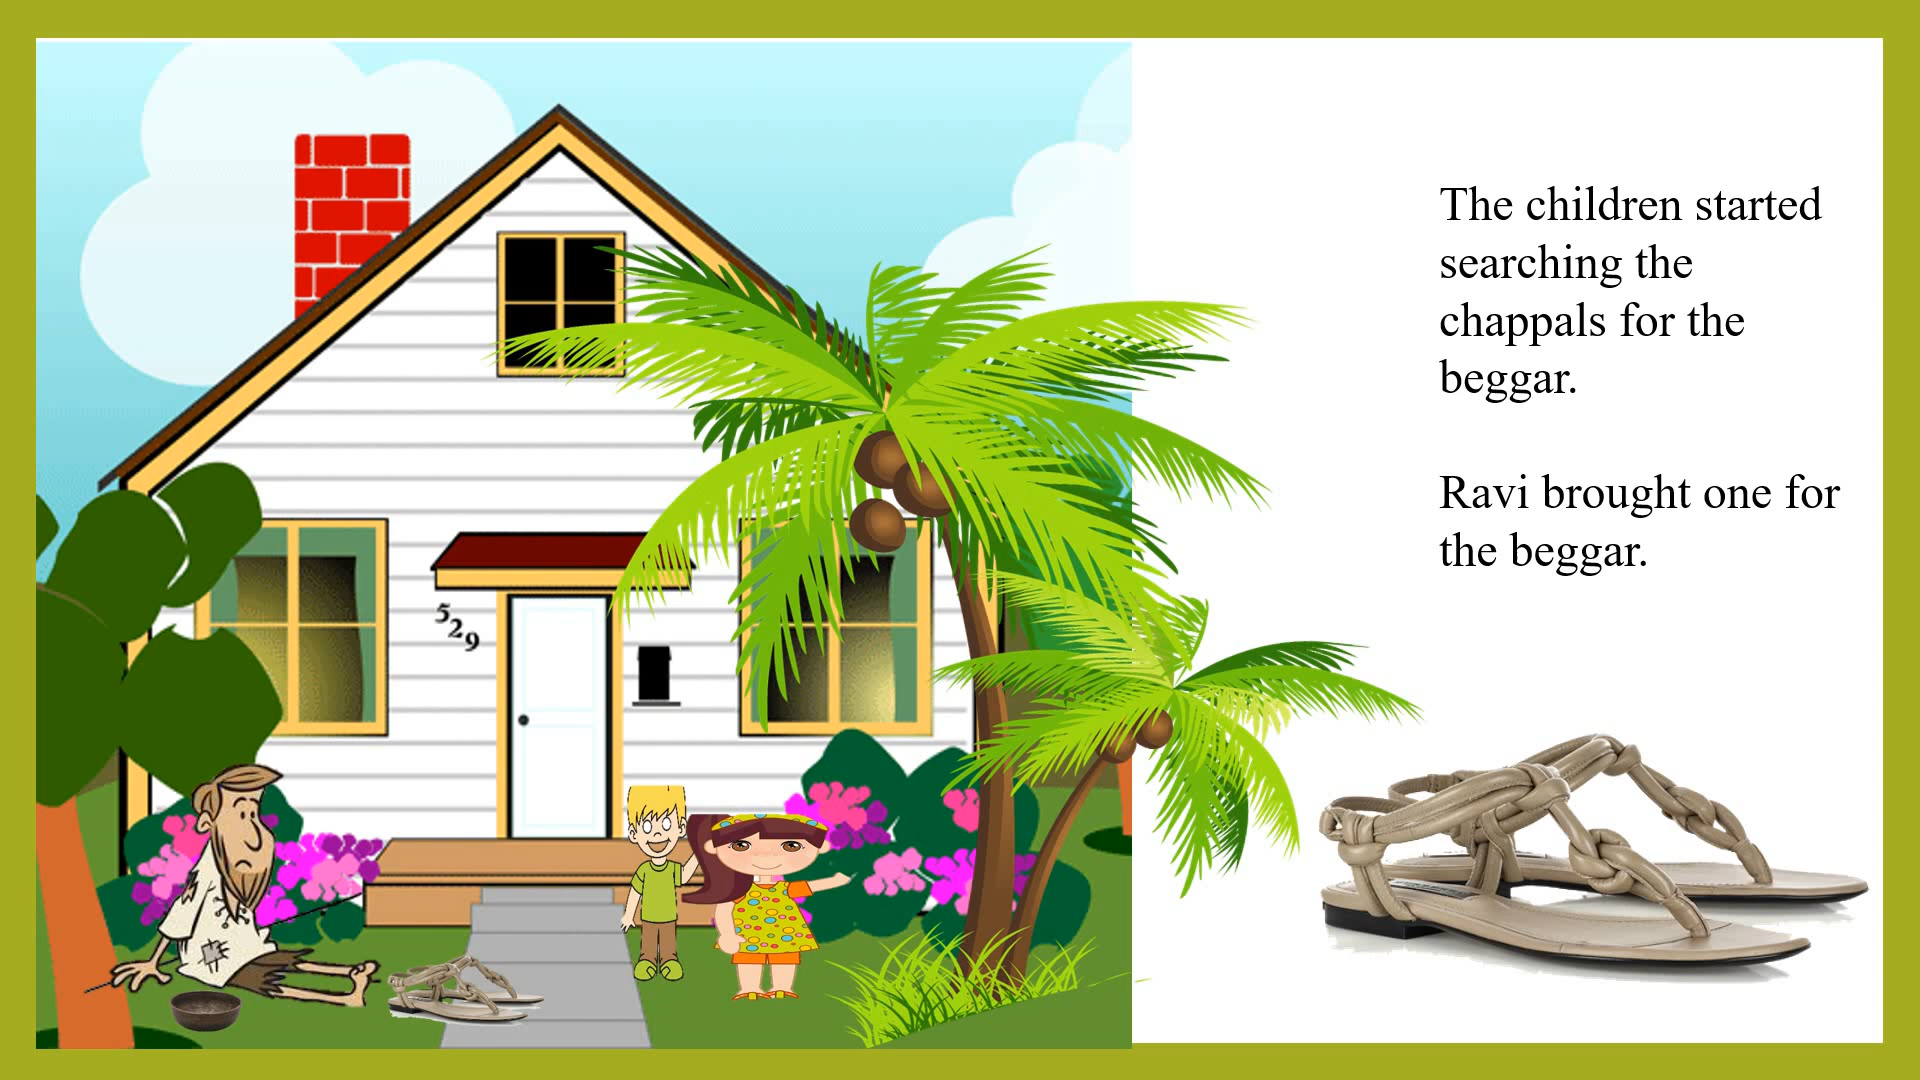 The children started
searching the
chappals for the
beggar.
Ravi brought one for
the beggar.
529